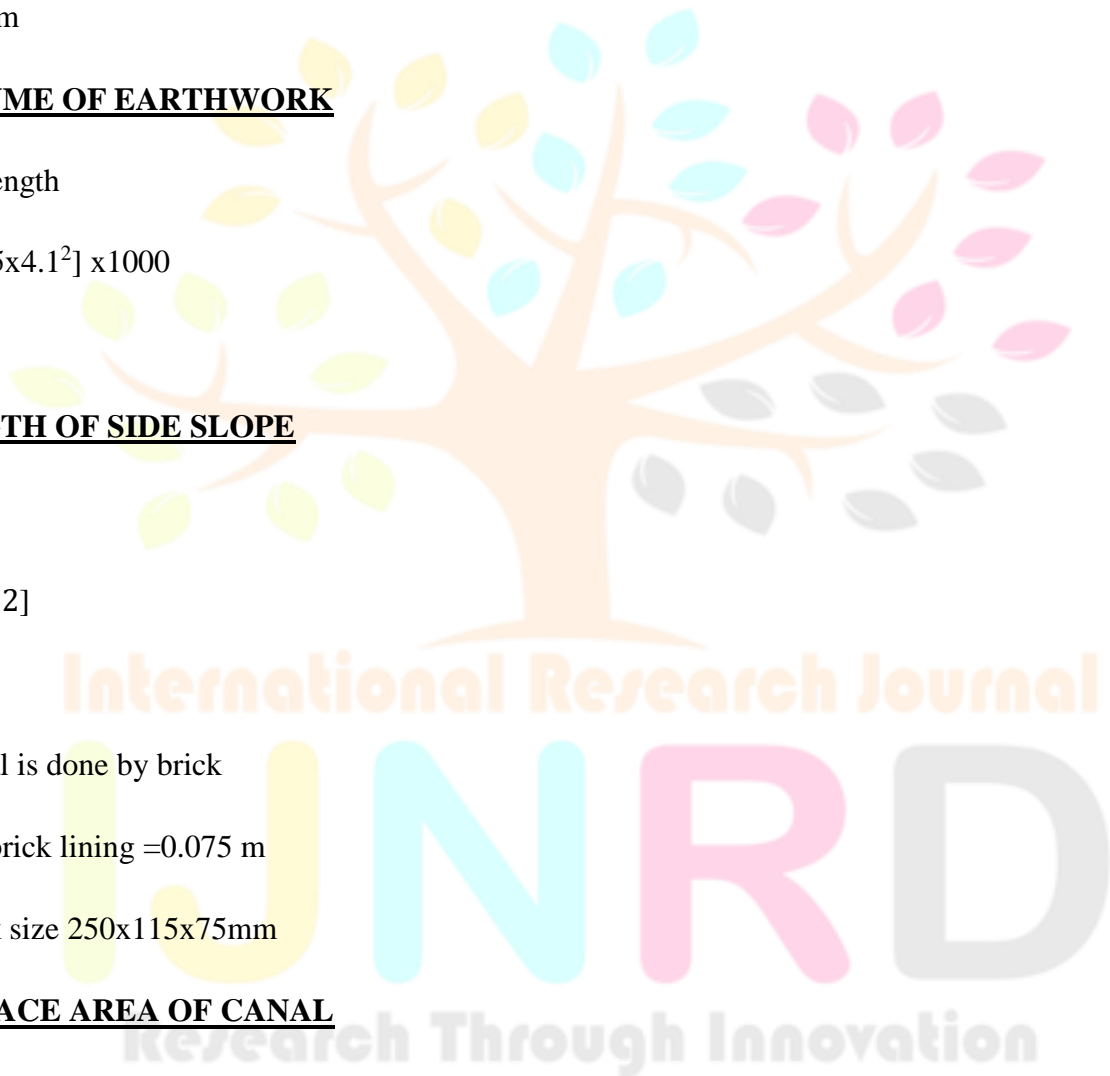 m
UME OF EARTHWORK
ength
5x4.1²] x1000
TH OF SIDE SLOPE
2]
International Research Journal
l is done by brick
brick lining =0.075 m
size 250x115x75mm
IJNRD
ACE AREA OF CANAL
Research Through Innovation